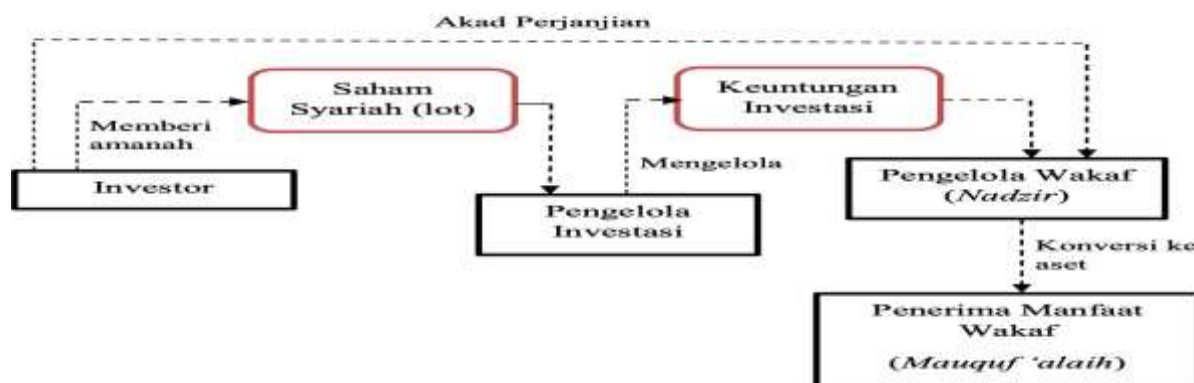 Akad Perjanjian
Saham
Syariah (lot)
Keuntungan
Investasi
Memberi
amanah
Mengelola
Investor
Pengelola
Investasi
Pengelola Wakaf
(Nadzir)
Konversi ke
aset
Penerima Manfaat
Wakaf
(Mauquf ‘alaih)